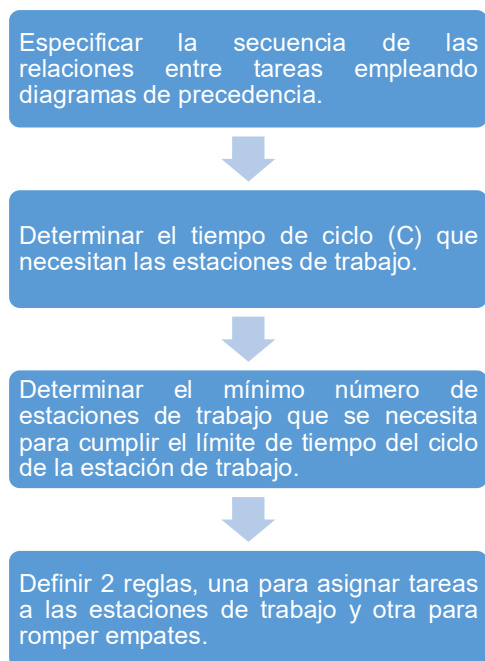 Especificar la secuencia de las
relaciones entre tareas empleando
diagramas de precedencia.
Determinar el tiempo de ciclo (C) que
necesitan las estaciones de trabajo.
Determinar el mínimo número de
estaciones de trabajo que se necesita
para cumplir el límite de tiempo del ciclo
de la estación de trabajo.
Definir 2 reglas, una para asignar tareas
a las estaciones de trabajo y otra para
romper empates.